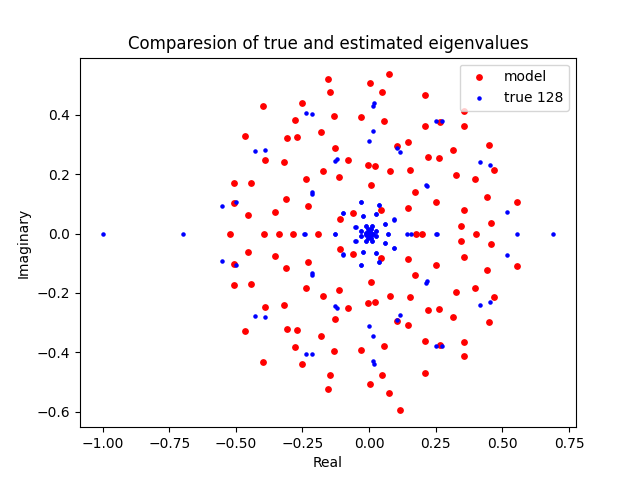 Comparesion of true and estimated eigenvalues
model
true 128
0.4
0.2
0.0
−0.2
−0.4
−0.6
Imaginary
−1.00
−0.75
−0.50
−0.25
0.00
0.25
0.50
0.75
Real